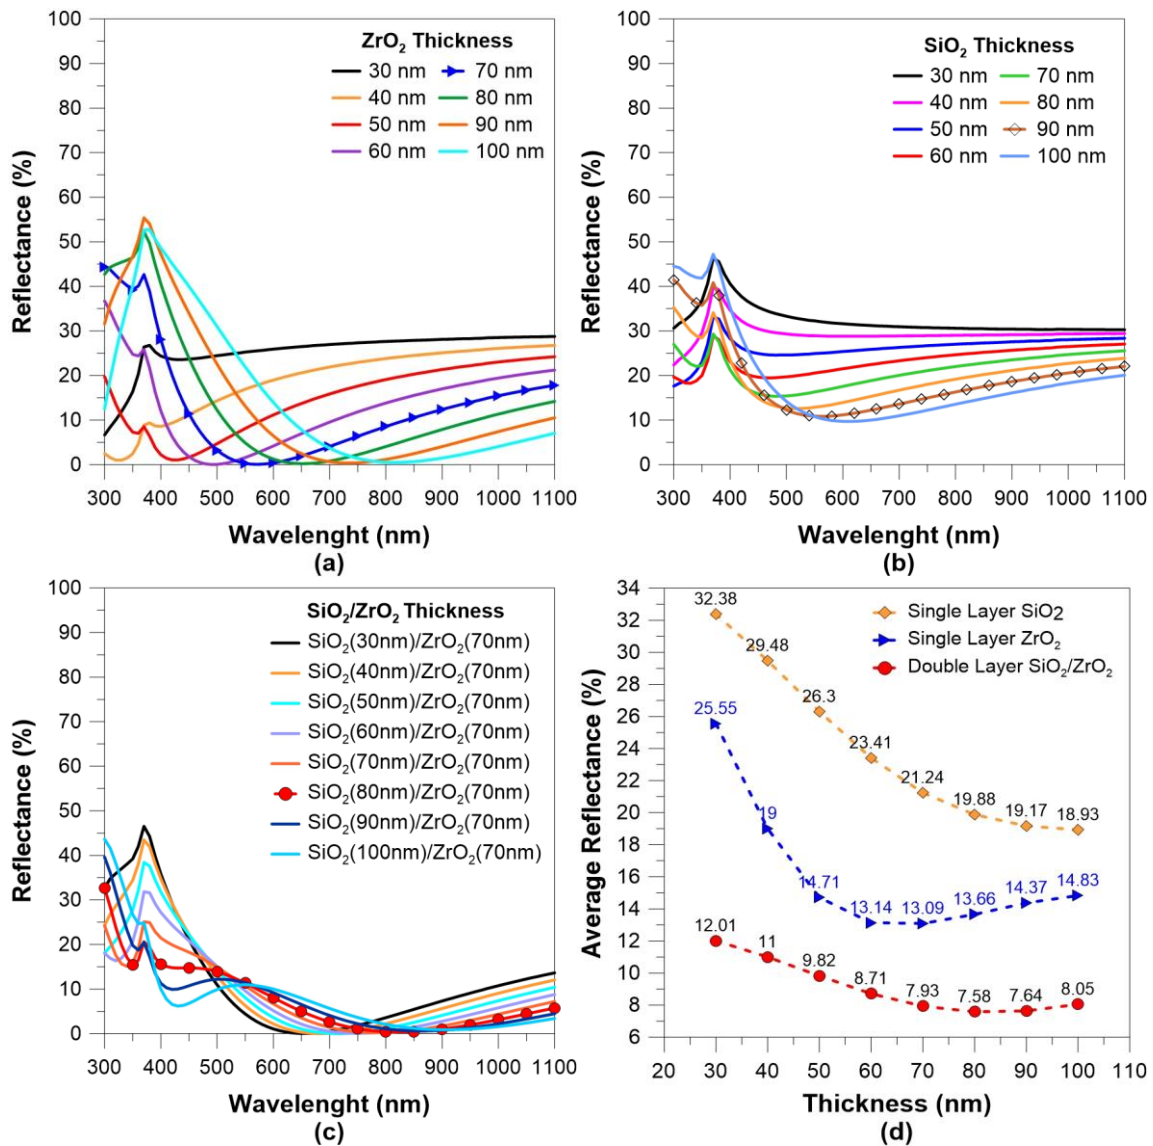 ZrO₂ Thickness
30 nm
70 nm
40 nm
80 nm
50 nm
90 nm
60 nm
100 nm
Reflectance (%)
100
90
80
70
60
50
40
30
20
10
0
300 400 500 600 700 800 900 1000 1100
Wavelenght (nm)
(a)
SiO₂ Thickness
30 nm
70 nm
40 nm
80 nm
50 nm
90 nm
60 nm
100 nm
Reflectance (%)
100
90
80
70
60
50
40
30
20
10
0
300 400 500 600 700 800 900 1000 1100
Wavelenght (nm)
(b)
SiO₂/ZrO₂ Thickness
SiO₂(30nm)/ZrO₂(70nm)
SiO₂(40nm)/ZrO₂(70nm)
SiO₂(50nm)/ZrO₂(70nm)
SiO₂(60nm)/ZrO₂(70nm)
SiO₂(70nm)/ZrO₂(70nm)
SiO₂(80nm)/ZrO₂(70nm)
SiO₂(90nm)/ZrO₂(70nm)
SiO₂(100nm)/ZrO₂(70nm)
Reflectance (%)
100
90
80
70
60
50
40
30
20
10
0
300 400 500 600 700 800 900 1000 1100
Wavelenght (nm)
(c)
Single Layer SiO2
Single Layer ZrO₂
Double Layer SiO₂/ZrO₂
Average Reflectance (%)
34
32
30
28
26
24
22
20
18
16
14
12
10
8
6
32.38
29.48
26.3
23.41
21.24
19.88
19.17
18.93
25.55
19
14.71
13.14
13.09
13.66
14.37
14.83
12.01
11
9.82
8.71
7.93
7.58
7.64
8.05
20 30 40 50 60 70 80 90 100 110
Thickness (nm)
(d)